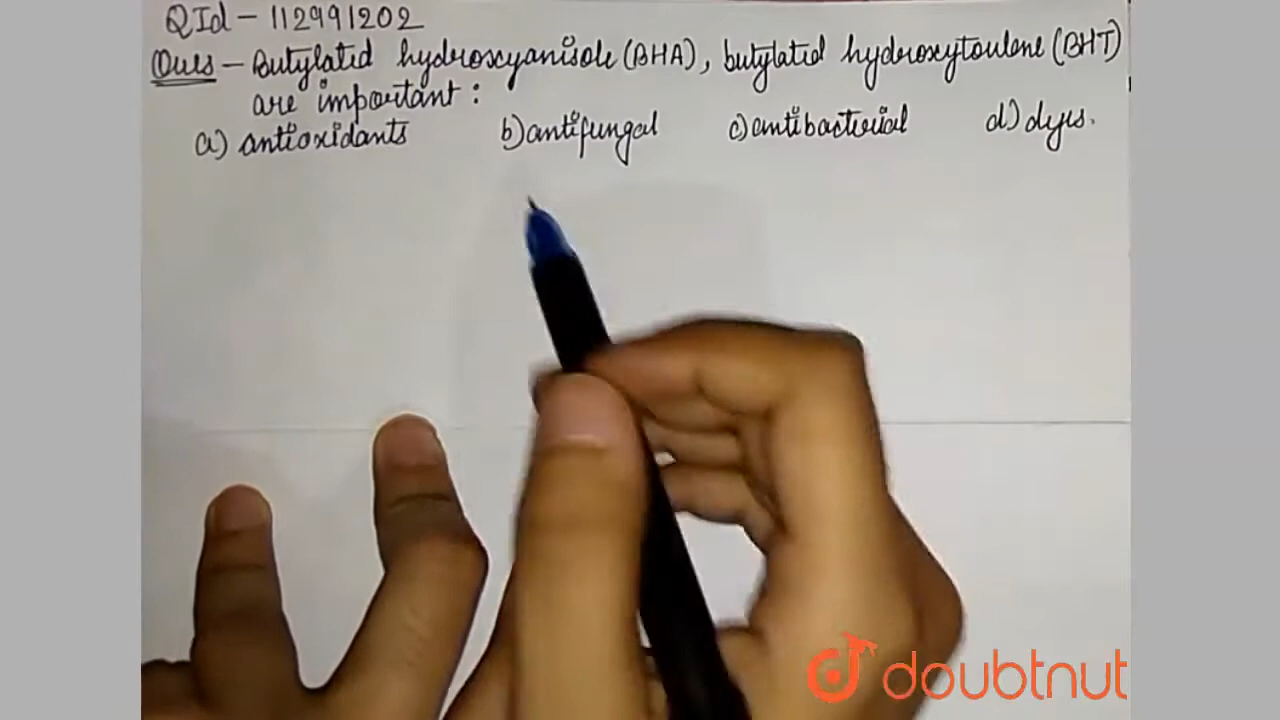 QId - 112991202
Ques - Butylated hydroxyanisole (BHA), butylated hydroxytoulene (BHT)
are important :
a) antioxidants b) antifungal c) antibacterial d) dyes.
doubtnut